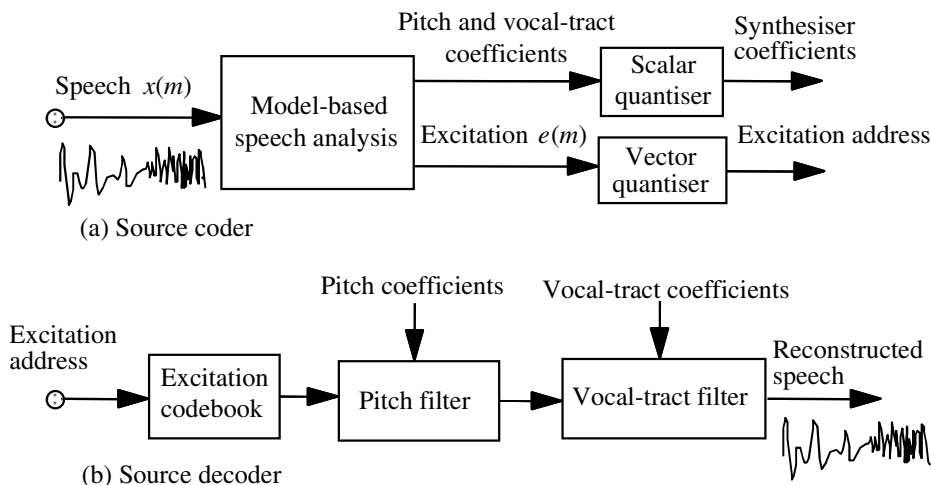 Pitch and vocal-tract
coefficients
Synthesiser
coefficients
Speech x(m)
Model-based
speech analysis
Scalar
quantiser
Excitation e(m)
Vector
quantiser
Excitation address
(a) Source coder
Pitch coefficients
Vocal-tract coefficients
Excitation
address
Excitation
codebook
Pitch filter
Vocal-tract filter
Reconstructed
speech
(b) Source decoder